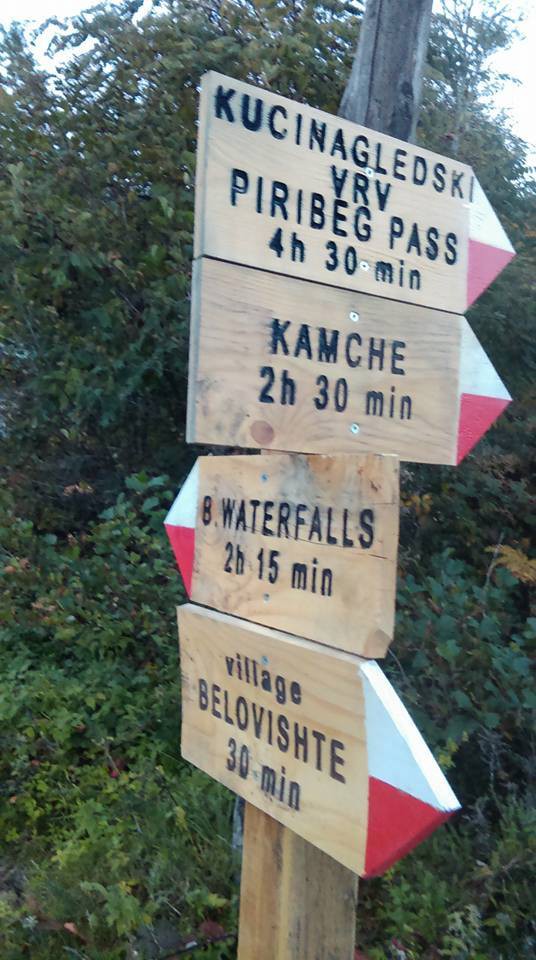 KUCINAGLEDSKI
VRV
PIRIBEG PASS
4h 30 min
KAMCHE
2h 30 min
B.WATERFALLS
2h 15 min
village
BELOVISHTE
30 min